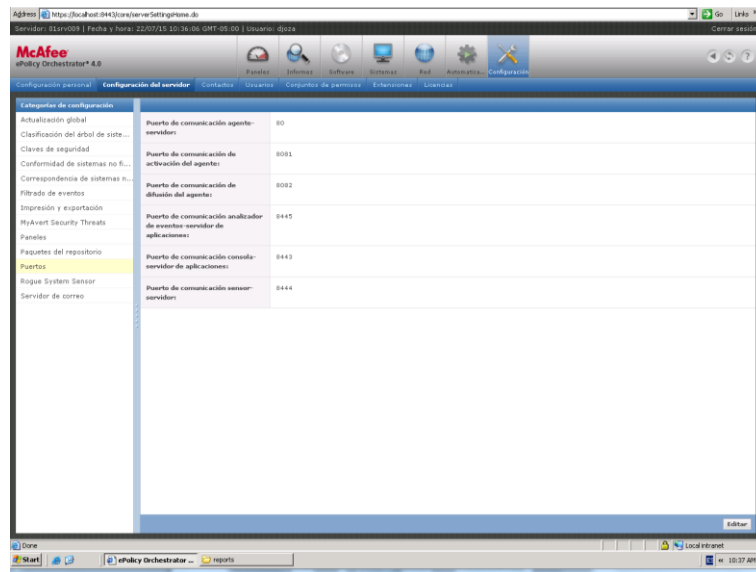 Address https://localhost:8443/core/serverSettingsHome.do Go Links
Servidor: 01srv009 | Fecha y hora: 22/07/15 10:36:06 GMT-05:00 | Usuario: djoza Cerrar sesión
McAfee
ePolicy Orchestrator* 4.0
Paneles Informes Software Sistemas Red Automatiza... Configuración
Configuración personal Configuración del servidor Contactos Usuarios Conjuntos de permisos Extensiones Licencias
Categorías de configuración
Actualización global
Clasificación del árbol de siste...
Claves de seguridad
Conformidad de sistemas no fi...
Correspondencia de sistemas n...
Filtrado de eventos
Impresión y exportación
MyAvert Security Threats
Paneles
Paquetes del repositorio
Puertos
Rogue System Sensor
Servidor de correo
Puerto de comunicación agente-
servidor: 80
Puerto de comunicación de
activación del agente: 8081
Puerto de comunicación de
difusión del agente: 8082
Puerto de comunicación analizador
de eventos-servidor de
aplicaciones: 8445
Puerto de comunicación consola-
servidor de aplicaciones: 8443
Puerto de comunicación sensor-
servidor: 8444
Editar
Done Local intranet
Start ePolicy Orchestrator ... reports 10:37 AM